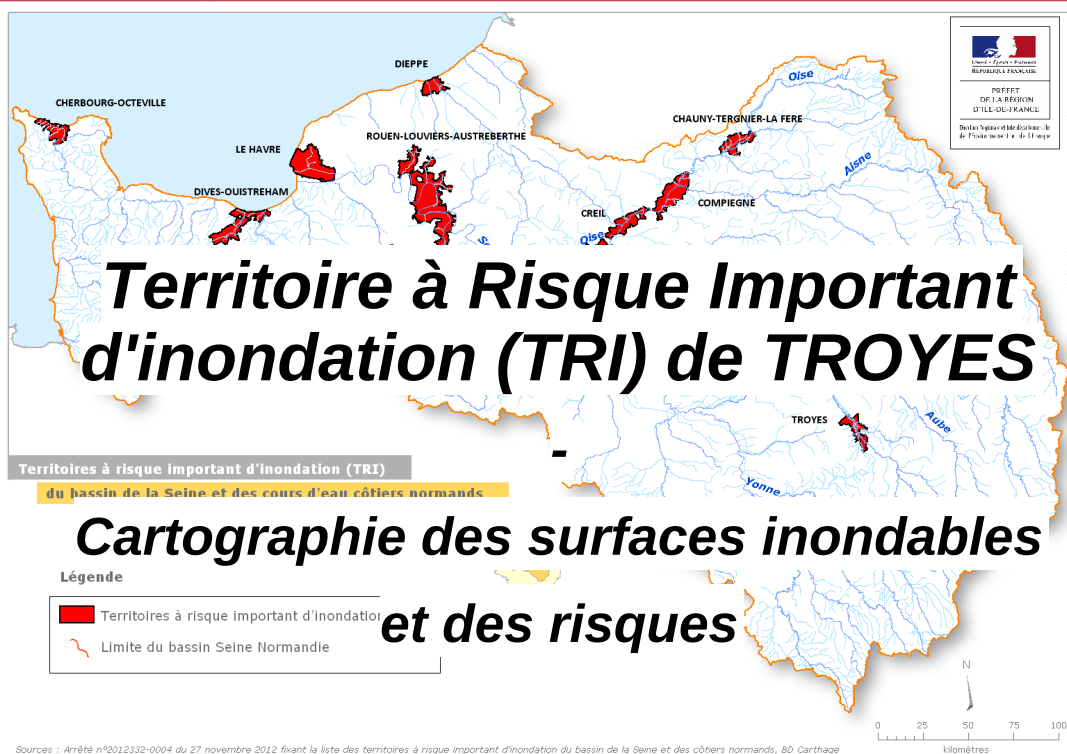 DIEPPE
Oise
CHERBOURG-OCTEVILLE
Liberté • Égalité • Fraternité
RÉPUBLIQUE FRANÇAISE
PRÉFET
DE LA RÉGION
D'ILE-DE-FRANCE
CHAUNY-TERGNIER-LA FERE
ROUEN-LOUVIERS-AUSTREBERTHE
LE HAVRE
Aisne
DIVES-OUISTREHAM
COMPIEGNE
CREIL
Oise
Territoire à Risque Important
d'inondation (TRI) de TROYES
TROYES
Aube
-
Territoires à risque important d'inondation (TRI)
du bassin de la Seine et des cours d'eau côtiers normands
Yonne
Cartographie des surfaces inondables
Légende
Territoires à risque important d'inondation
et des risques
Limite du bassin Seine Normandie
N
0 25 50 75 100
kilomètres
Sources : Arrêté n°2012332-0004 du 27 novembre 2012 fixant la liste des territoires à risque important d'inondation du bassin de la Seine et des côtiers normands, BD Carthage